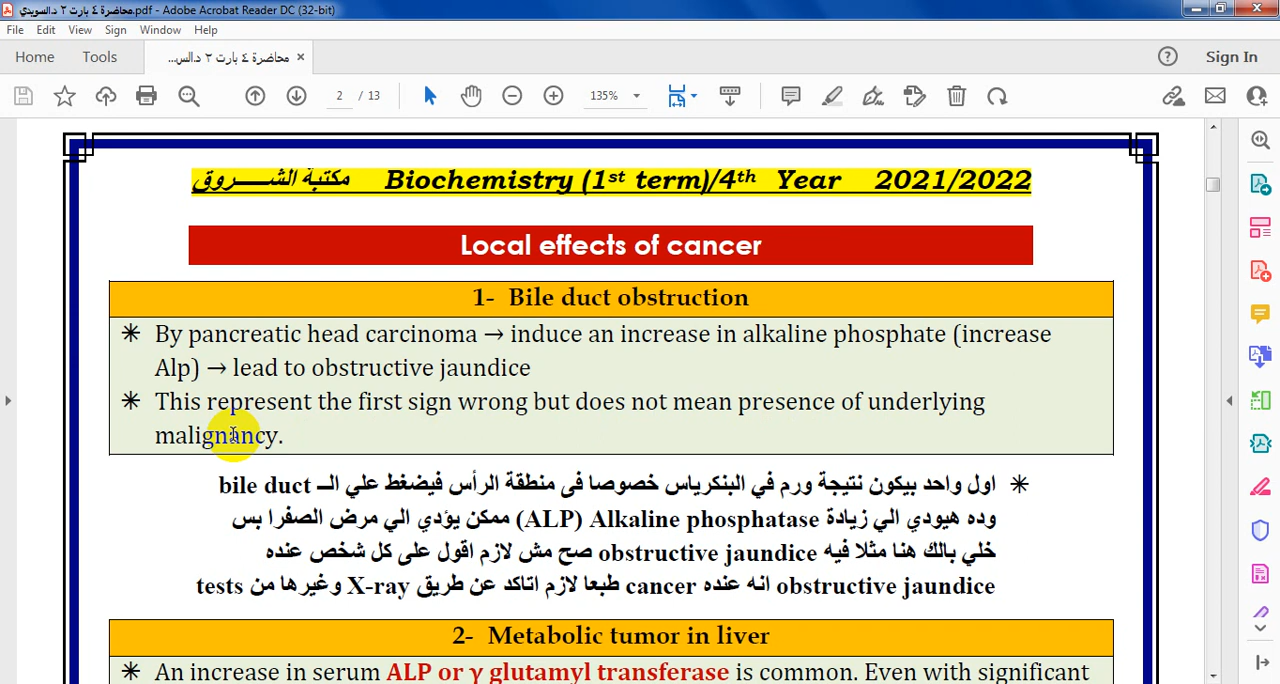 محاضرة ٤ بارت ٢ د.السويدي.pdf - Adobe Acrobat Reader DC (32-bit)
File Edit View Sign Window Help
Home Tools محاضرة ٤ بارت ٢ د.الس... × Sign In
2 / 13 135%
Biochemistry (1st term)/4th Year 2021/2022 مكتبة الشـــــروق
Local effects of cancer
1- Bile duct obstruction
✳ By pancreatic head carcinoma → induce an increase in alkaline phosphate (increase
Alp) → lead to obstructive jaundice
✳ This represent the first sign wrong but does not mean presence of underlying
malignancy.
✳ اول واحد بيكون نتيجة ورم في البنكرياس خصوصا فى منطقة الرأس فيضغط علي الــ bile duct
وده هيودي الي زيادة Alkaline phosphatase (ALP) ممكن يؤدي الي مرض الصفرا بس
خلي بالك هنا مثلا فيه obstructive jaundice صح مش لازم اقول على كل شخص عنده
obstructive jaundice انه عنده cancer طبعا لازم اتاكد عن طريق X-ray وغيرها من tests
2- Metabolic tumor in liver
✳ An increase in serum ALP or γ glutamyl transferase is common. Even with significant